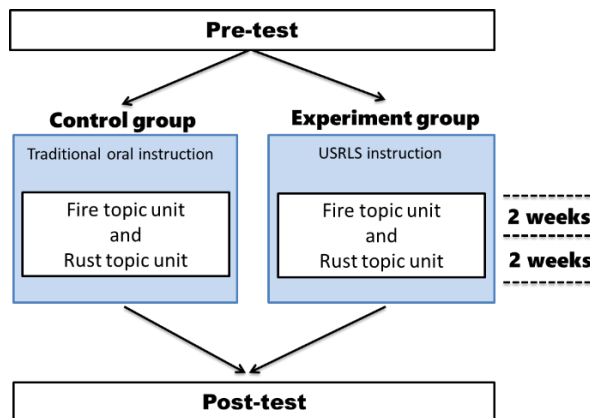 Pre-test
Control group
Experiment group
Traditional oral instruction
USRLS instruction
Fire topic unit
and
Rust topic unit
Fire topic unit
and
Rust topic unit
2 weeks
2 weeks
Post-test